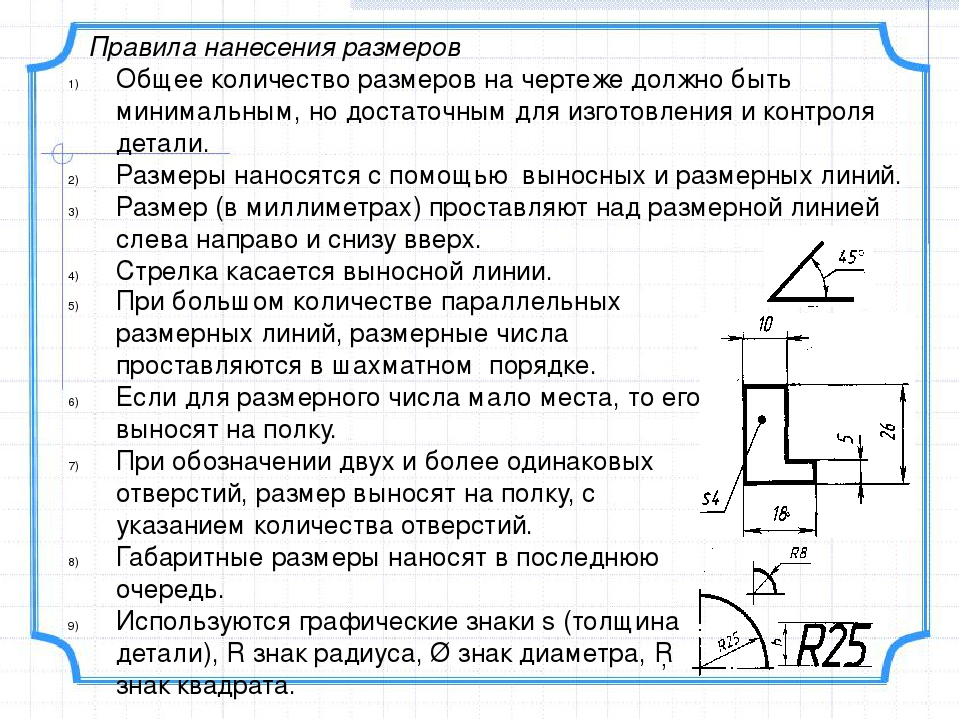 Правила нанесения размеров
1) Общее количество размеров на чертеже должно быть
минимальным, но достаточным для изготовления и контроля
детали.
2) Размеры наносятся с помощью выносных и размерных линий.
3) Размер (в миллиметрах) проставляют над размерной линией
слева направо и снизу вверх.
4) Стрелка касается выносной линии.
5) При большом количестве параллельных
размерных линий, размерные числа
проставляются в шахматном порядке.
6) Если для размерного числа мало места, то его
выносят на полку.
7) При обозначении двух и более одинаковых
отверстий, размер выносят на полку, с
указанием количества отверстий.
8) Габаритные размеры наносят в последнюю
очередь.
9) Используются графические знаки s (толщина
детали), R знак радиуса, Ø знак диаметра, R ,
знак квадрата.
45°
10
26
5
s4
18
R8
R25
h
R25